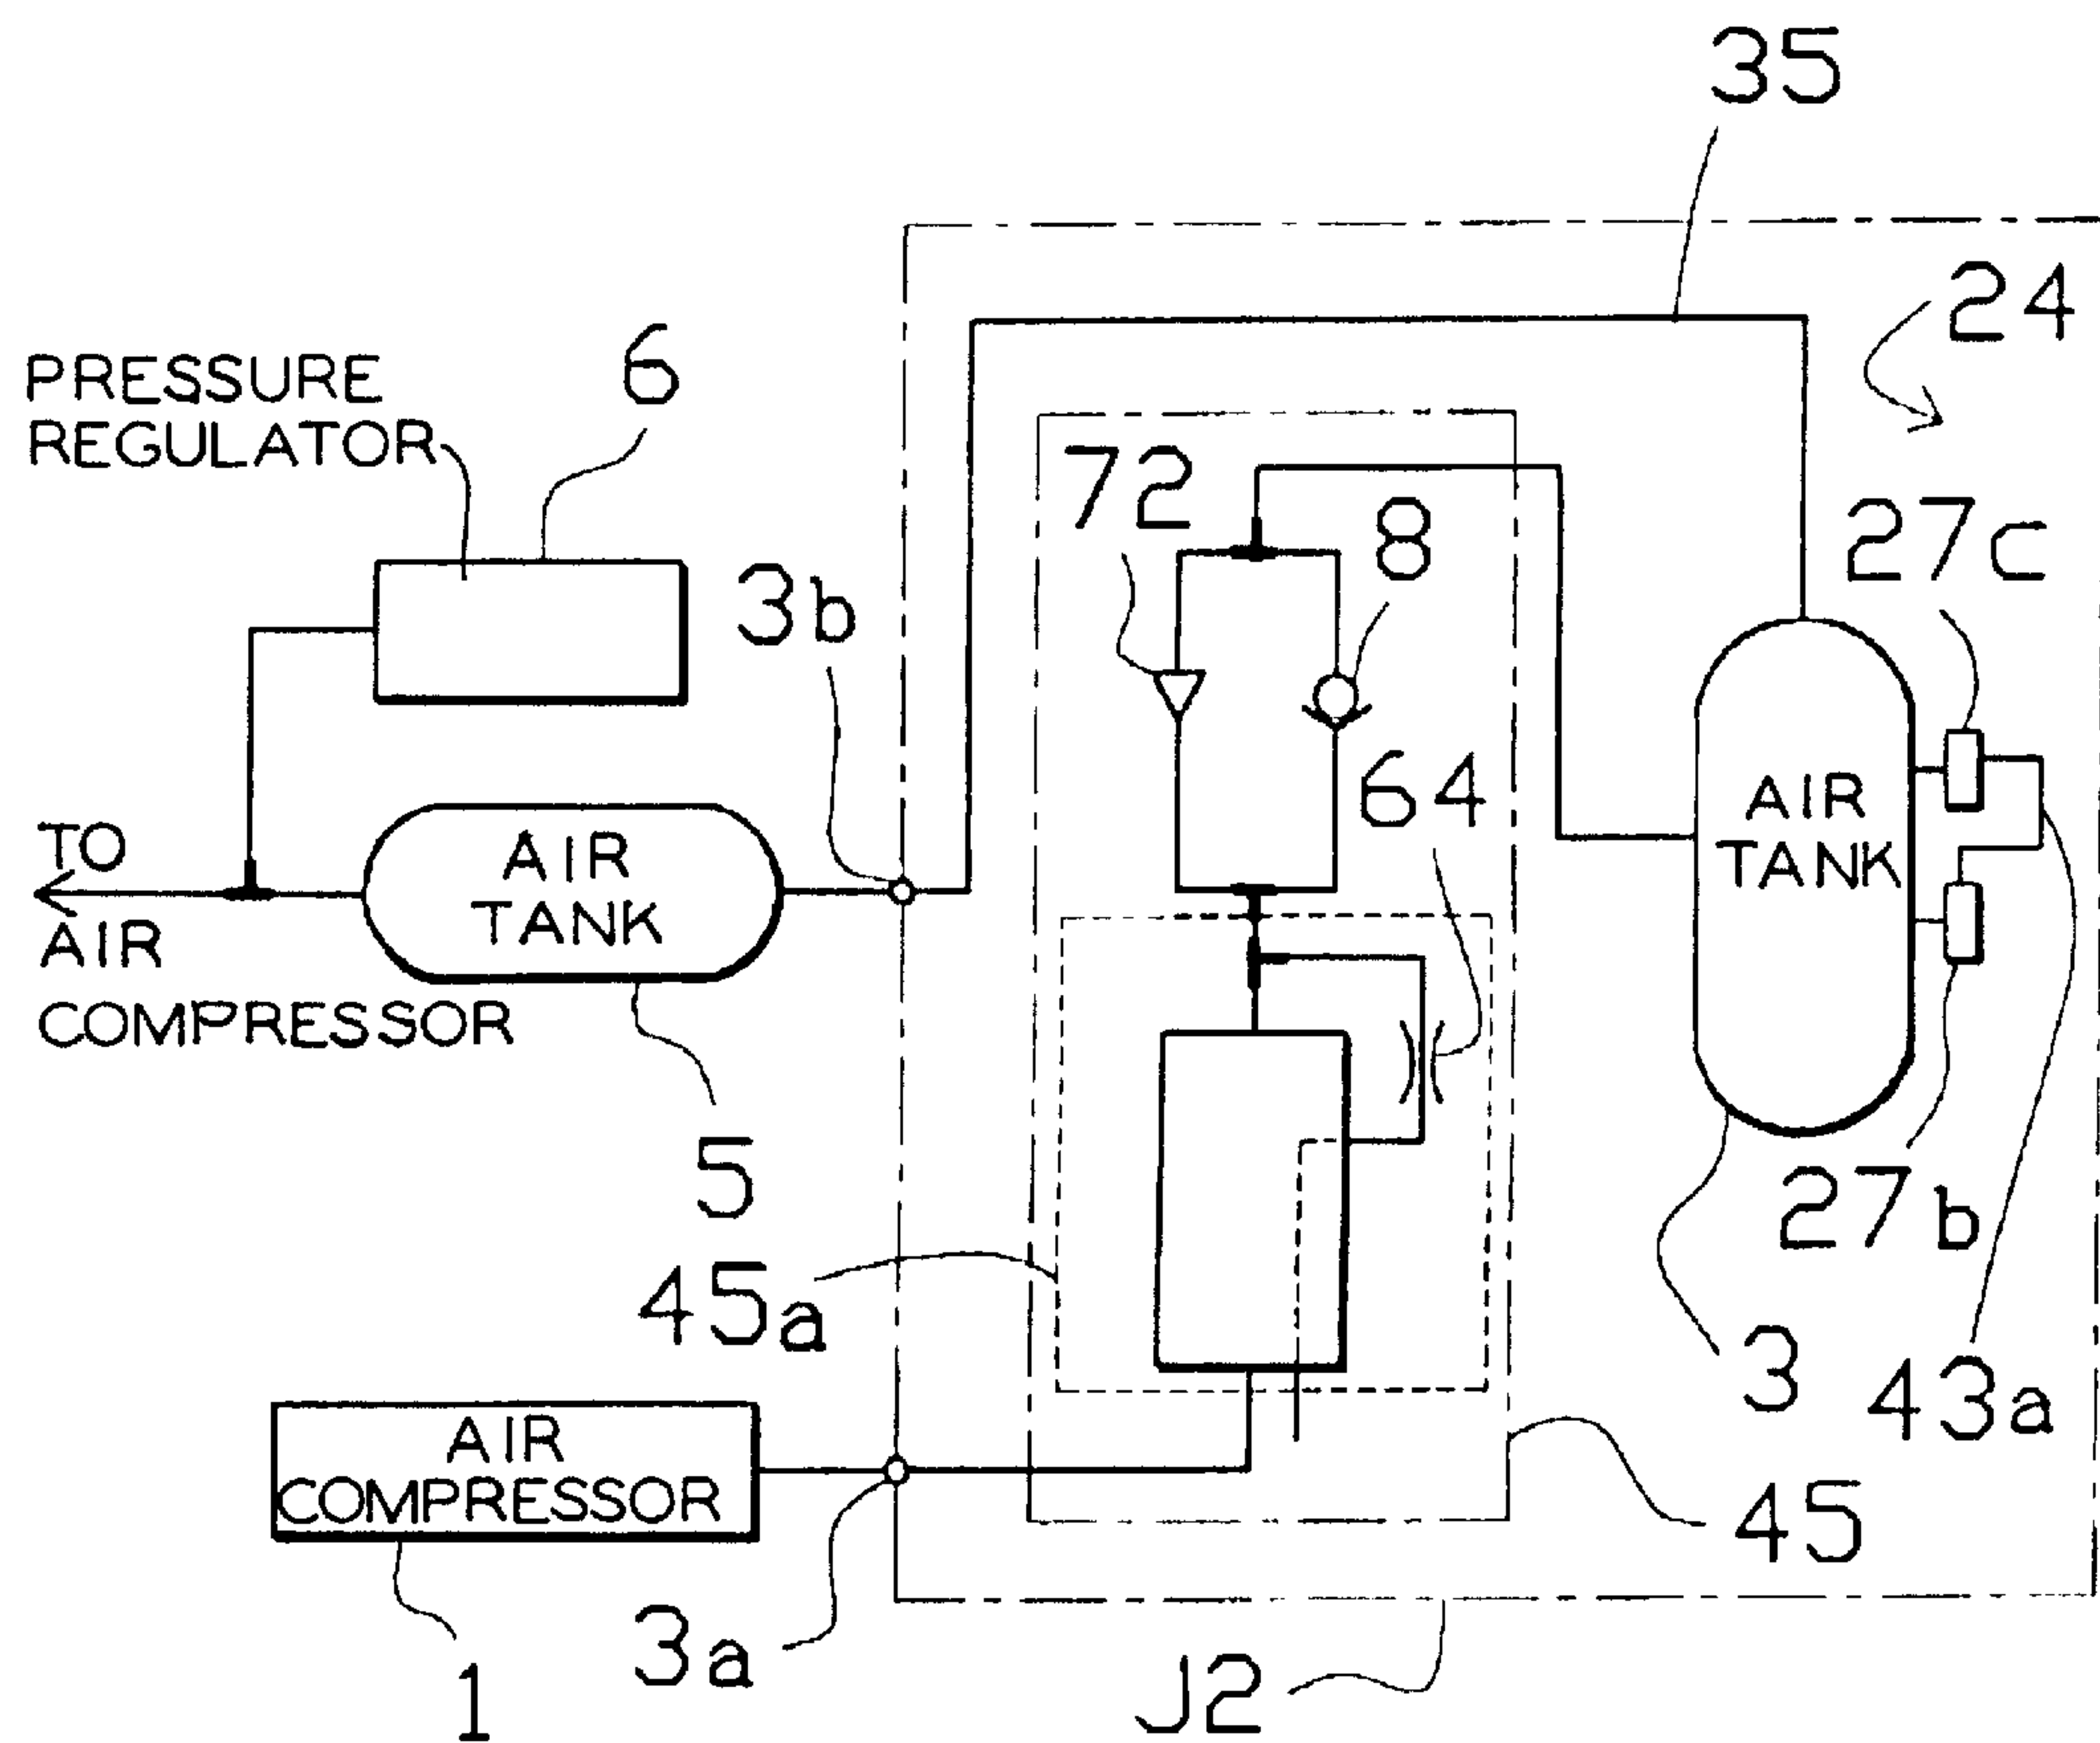 35
24
6
PRESSURE
REGULATOR
72
8
27c
3b
64
AIR
TANK
TO
AIR
COMPRESSOR
AIR
TANK
5
27b
45a
3
43a
AIR
COMPRESSOR
45
3a
1
J2